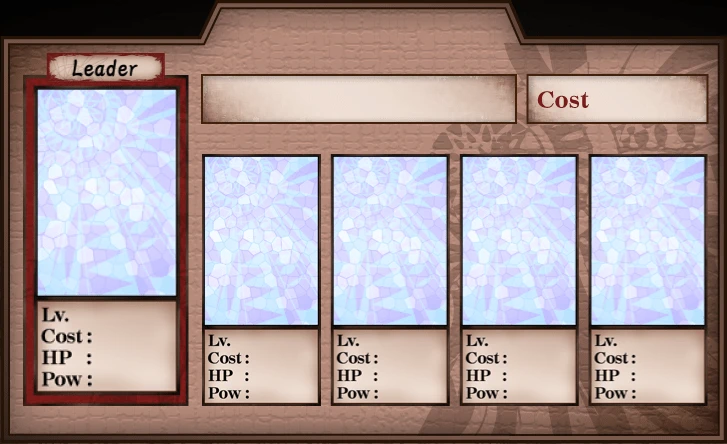 Leader
Cost
Lv.
Cost :
HP :
Pow :
Lv.
Cost :
HP :
Pow :
Lv.
Cost :
HP :
Pow :
Lv.
Cost :
HP :
Pow :
Lv.
Cost :
HP :
Pow :